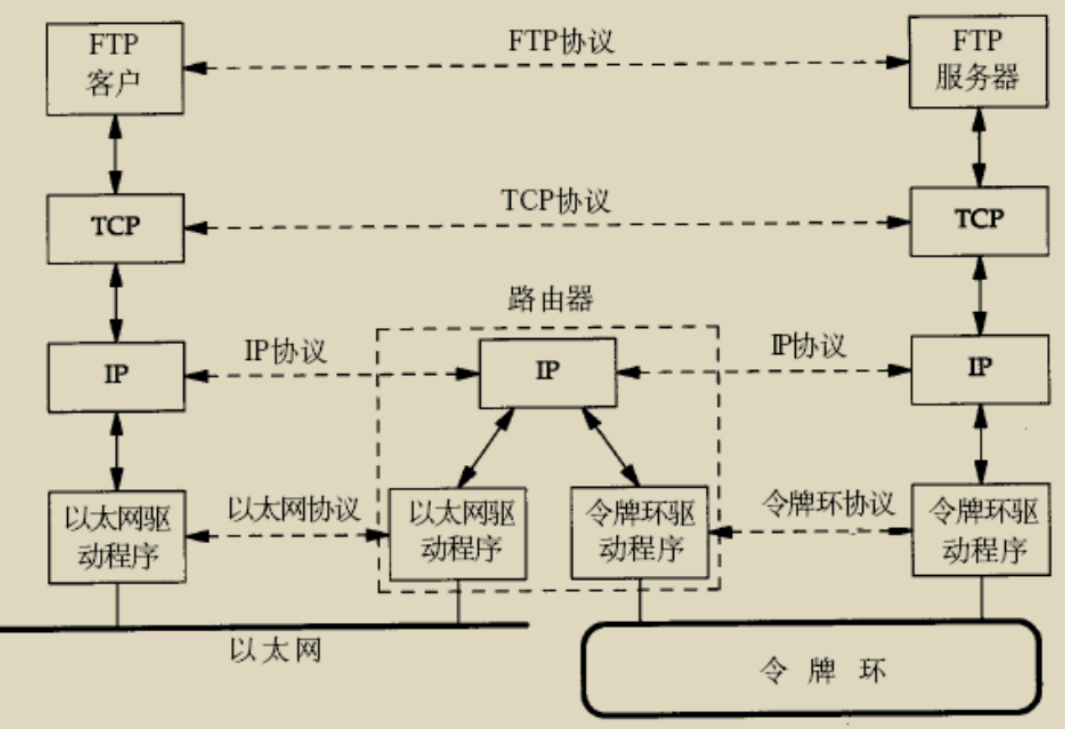 FTP
客户
FTP协议
FTP
服务器
TCP
TCP协议
TCP
路由器
IP
IP协议
IP
IP协议
IP
以太网驱
动程序
以太网协议
以太网驱
动程序
令牌环驱
动程序
令牌环协议
令牌环驱
动程序
以太网
令牌环